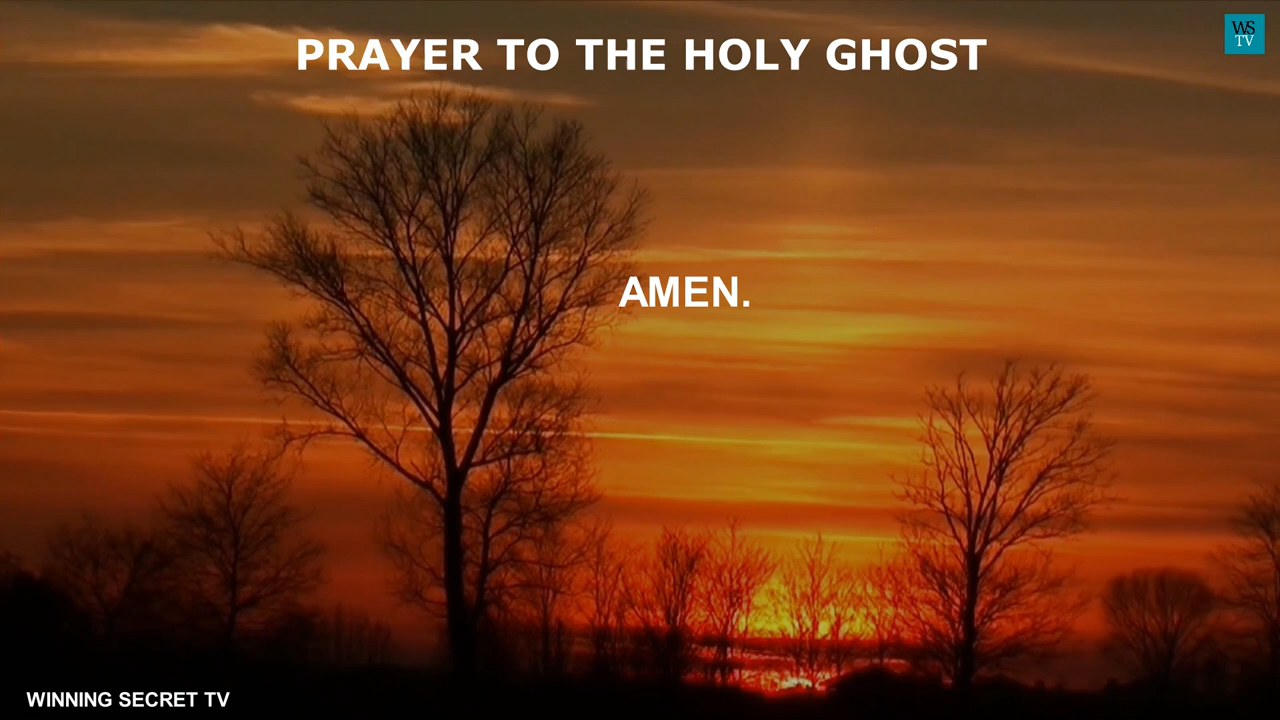 PRAYER TO THE HOLY GHOST
WS
TV
AMEN.
WINNING SECRET TV